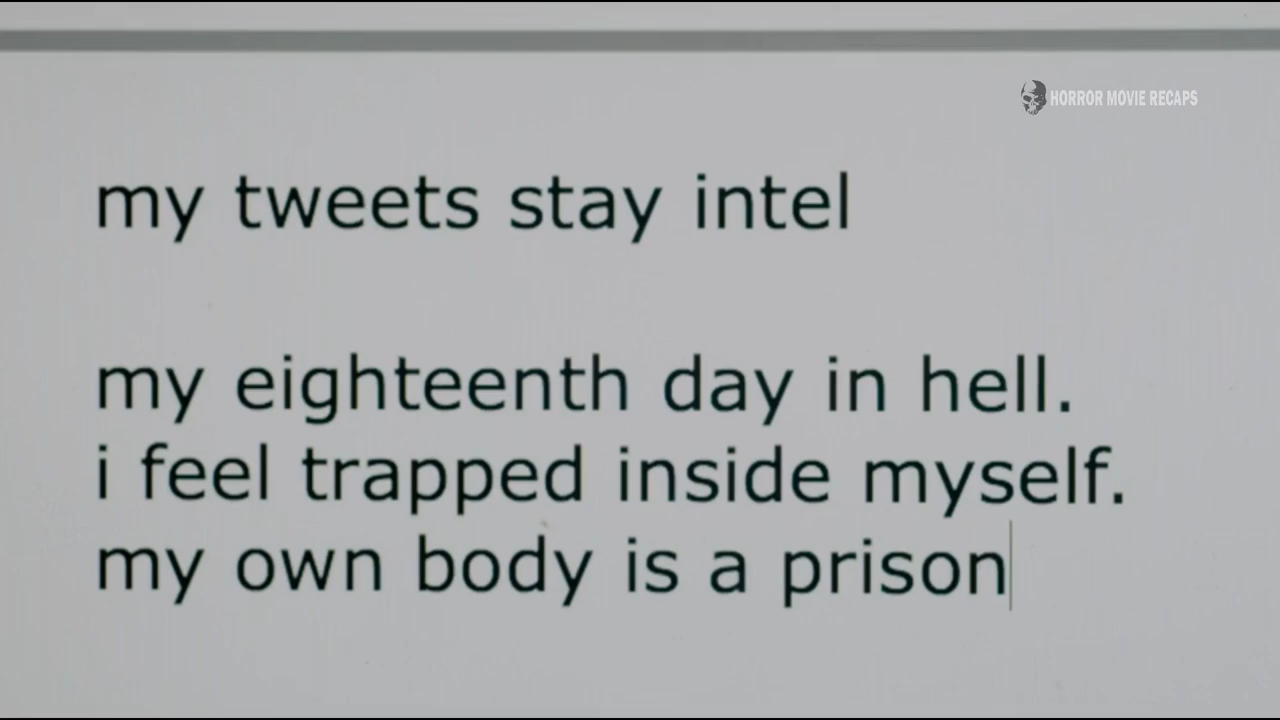 HORROR MOVIE RECAPS
my tweets stay intel
my eighteenth day in hell.
i feel trapped inside myself.
my own body is a prison